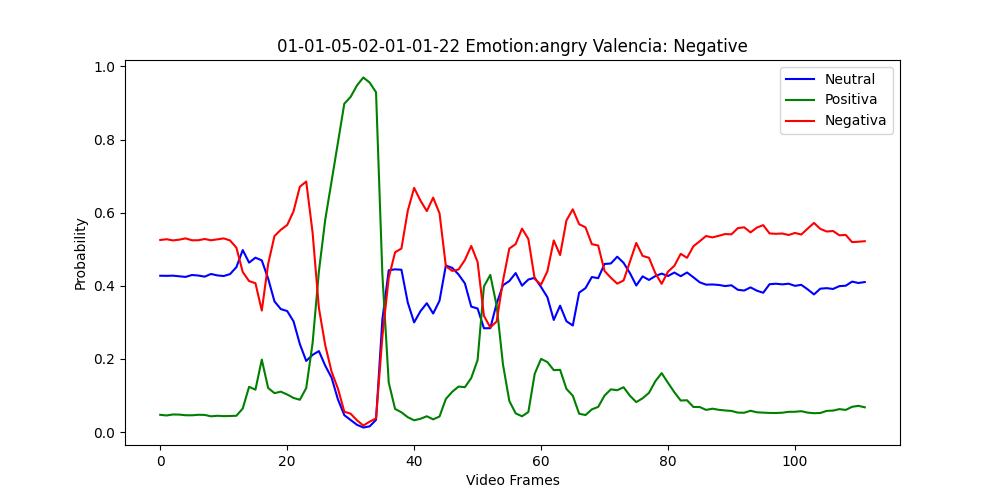 01-01-05-02-01-01-22 Emotion:angry Valencia: Negative
Neutral
Positiva
Negativa
Probability
1.0
0.8
0.6
0.4
0.2
0.0
0 20 40 60 80 100
Video Frames